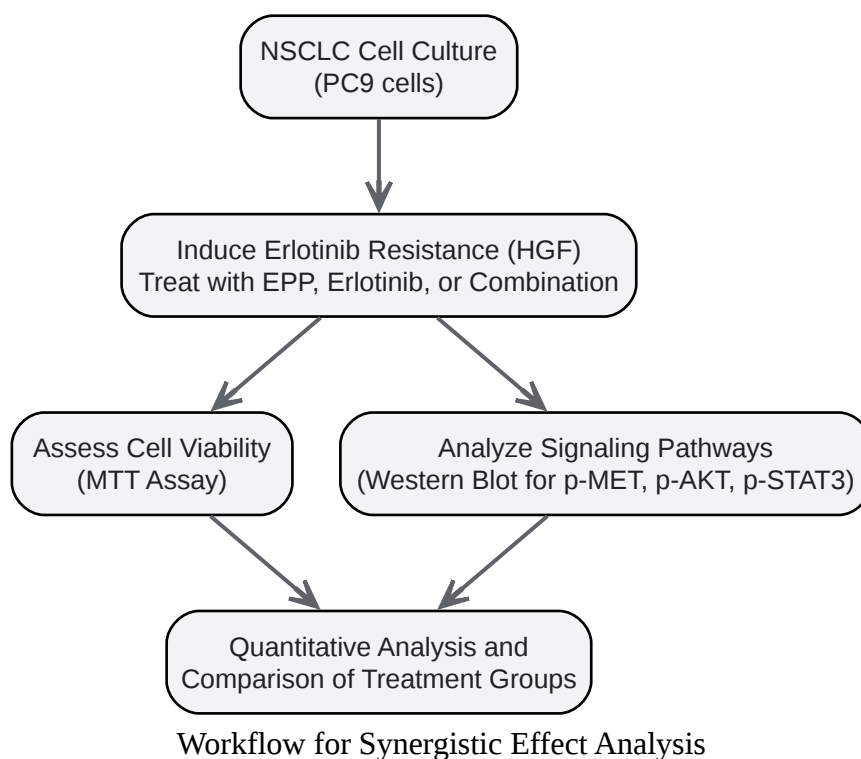 NSCLC Cell Culture
(PC9 cells)
Induce Erlotinib Resistance (HGF)
Treat with EPP, Erlotinib, or Combination
Assess Cell Viability
(MTT Assay)
Analyze Signaling Pathways
(Western Blot for p-MET, p-AKT, p-STAT3)
Quantitative Analysis and
Comparison of Treatment Groups
Workflow for Synergistic Effect Analysis